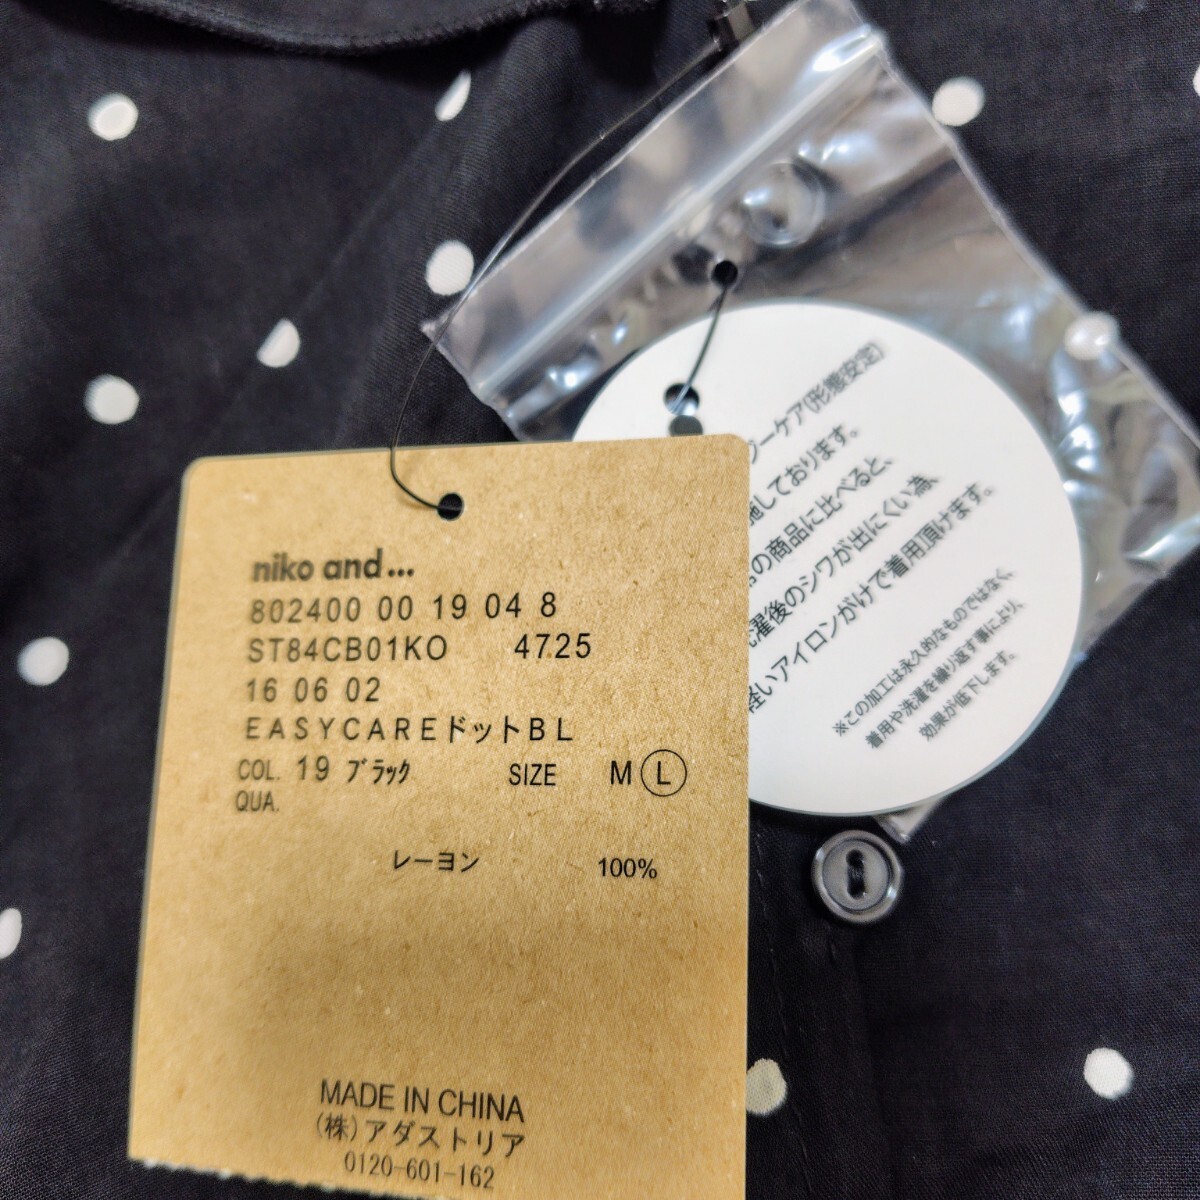 niko and...
802400 00 19 04 8
ST84CB01KO 4725
16 06 02
EASYCAREドットBL
COL. 19 ブラック SIZE M L
QUA.
レーヨン 100%
MADE IN CHINA
(株)アダストリア
0120-601-162
ーケア(形態安定)
施しております。
の商品に比べると、
濯後のシワが出にくい為、
軽いアイロンがけで着用頂けます。
※この加工は永久的なものではなく、
着用や洗濯を繰り返す事により、
効果が低下します。